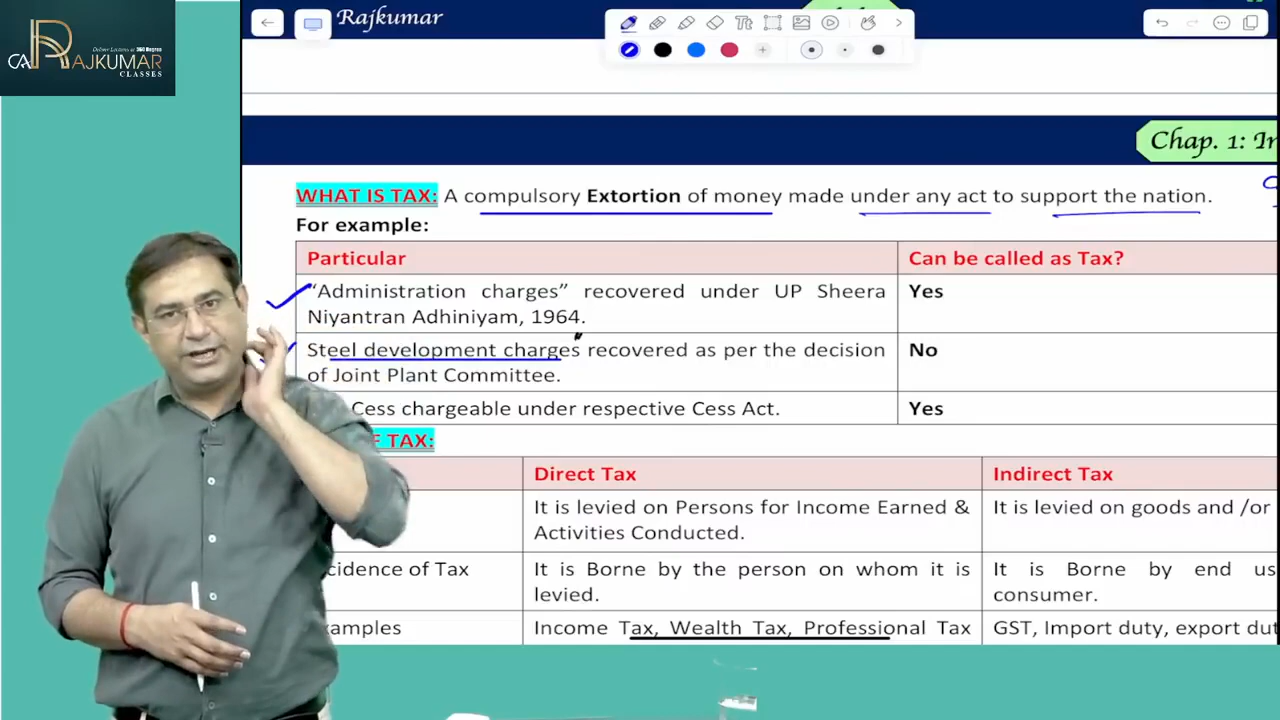 Deliver Lectures at 360 Degree
CA RAJKUMAR
CLASSES
Rajkumar
Chap. 1:
WHAT IS TAX: A compulsory Extortion of money made under any act to support the nation.
For example:
Particular
Can be called as Tax?
"Administration charges" recovered under UP Sheera
Niyantran Adhiniyam, 1964.
Yes
Steel development charges recovered as per the decision
of Joint Plant Committee.
No
Cess chargeable under respective Cess Act.
Yes
TAX:
Direct Tax
Indirect Tax
It is levied on Persons for Income Earned &
Activities Conducted.
It is levied on goods and /or
cidence of Tax
It is Borne by the person on whom it is
levied.
It is Borne by end us
consumer.
xamples
Income Tax, Wealth Tax, Professional Tax
GST, Import duty, export dut